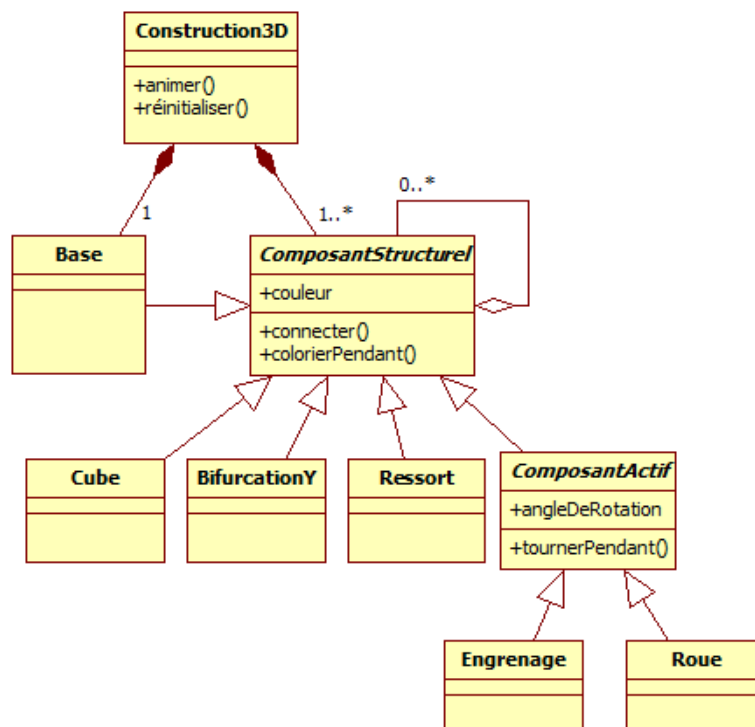 Construction3D
+animer()
+réinitialiser()
1
1..*
0..*
Base
ComposantStructurel
+couleur
+connecter()
+colorierPendant()
Cube
BifurcationY
Ressort
ComposantActif
+angleDeRotation
+tournerPendant()
Engrenage
Roue